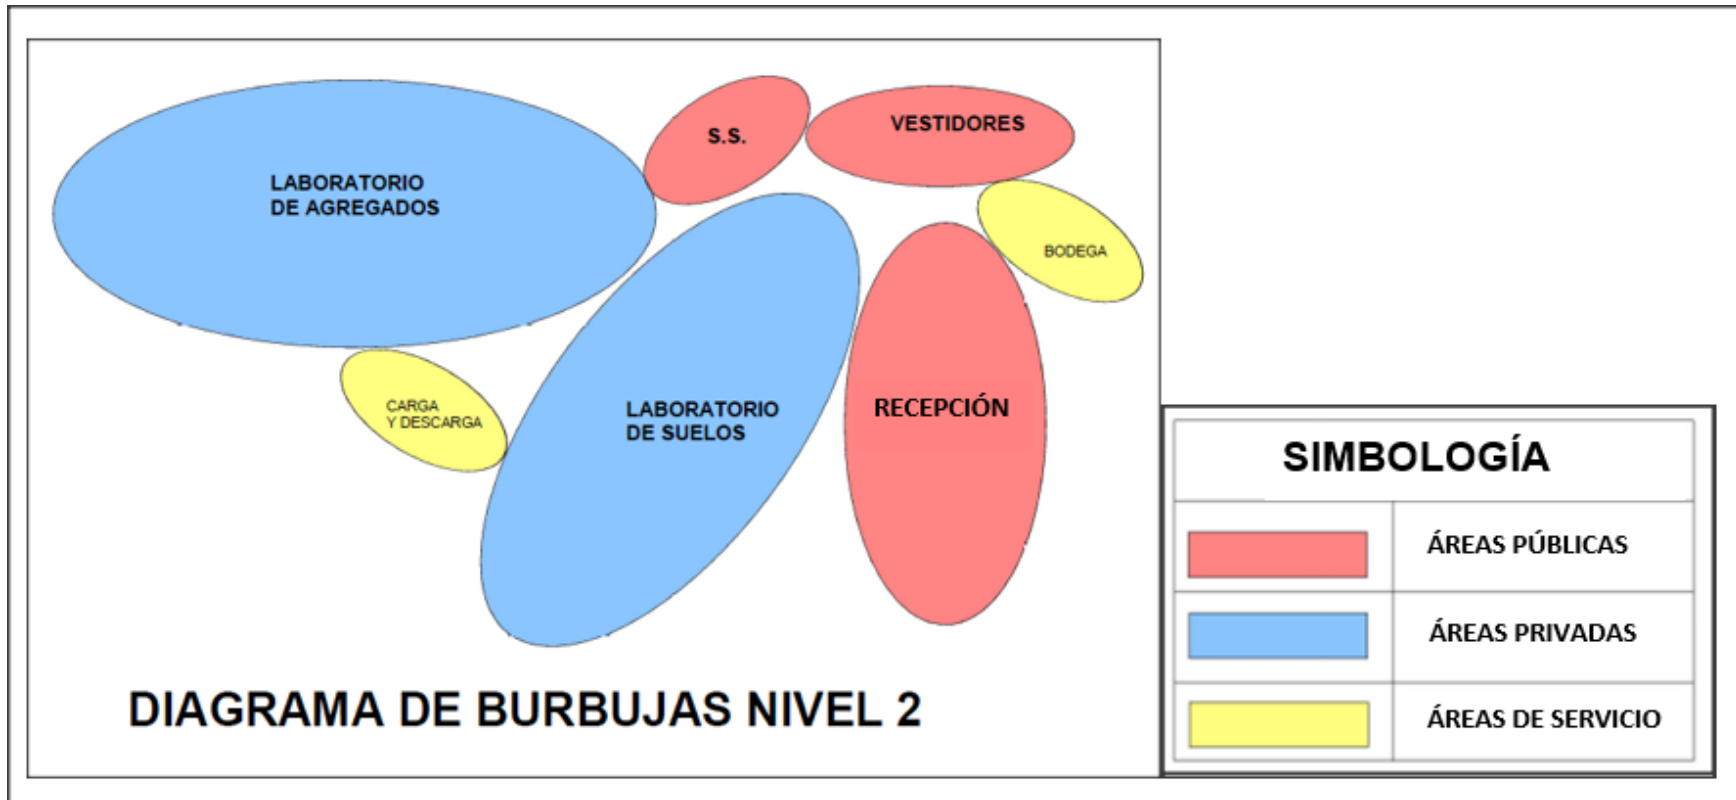 S.S.
VESTIDORES
LABORATORIO
DE AGREGADOS
BODEGA
CARGA
Y DESCARGA
LABORATORIO
DE SUELOS
RECEPCIÓN
DIAGRAMA DE BURBUJAS NIVEL 2
SIMBOLOGÍA
ÁREAS PÚBLICAS
ÁREAS PRIVADAS
ÁREAS DE SERVICIO